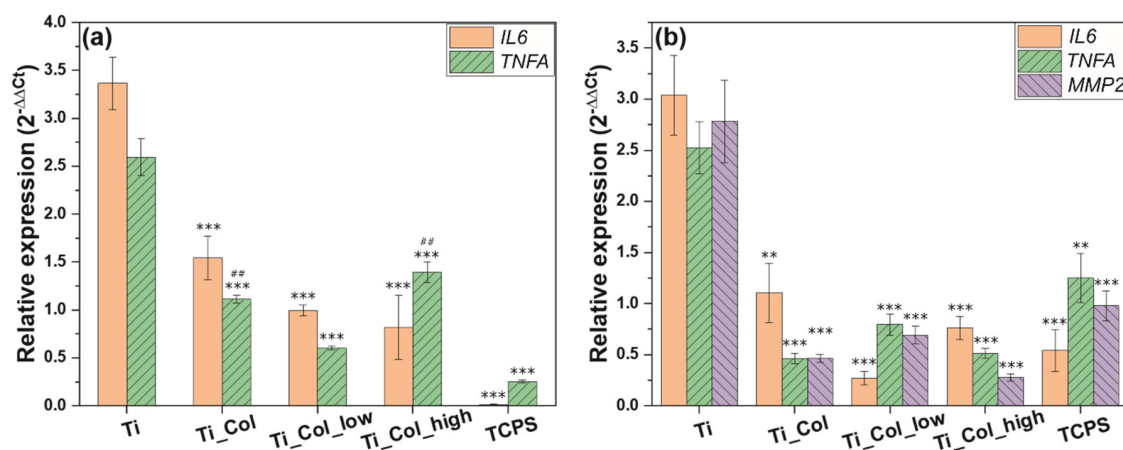 (a)
IL6
TNFA
Relative expression (2^-ΔΔCt)
4.0
3.5
3.0
2.5
2.0
1.5
1.0
0.5
0.0
***
##
***
***
***
***
##
***
***
***
Ti
Ti_Col
Ti_Col_low
Ti_Col_high
TCPS
(b)
IL6
TNFA
MMP2
Relative expression (2^-ΔΔCt)
3.5
3.0
2.5
2.0
1.5
1.0
0.5
0.0
**
***
***
***
***
***
***
***
***
***
**
***
Ti
Ti_Col
Ti_Col_low
Ti_Col_high
TCPS